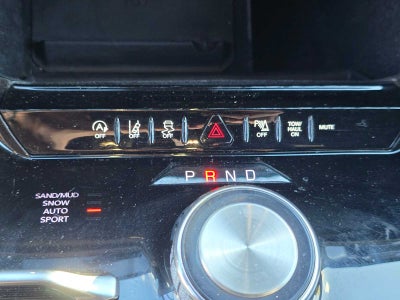 A OFF
OFF
OFF
P OFF
TOW/
HAUL
ON
MUTE
P R N D
SAND/MUD
SNOW
AUTO
SPORT